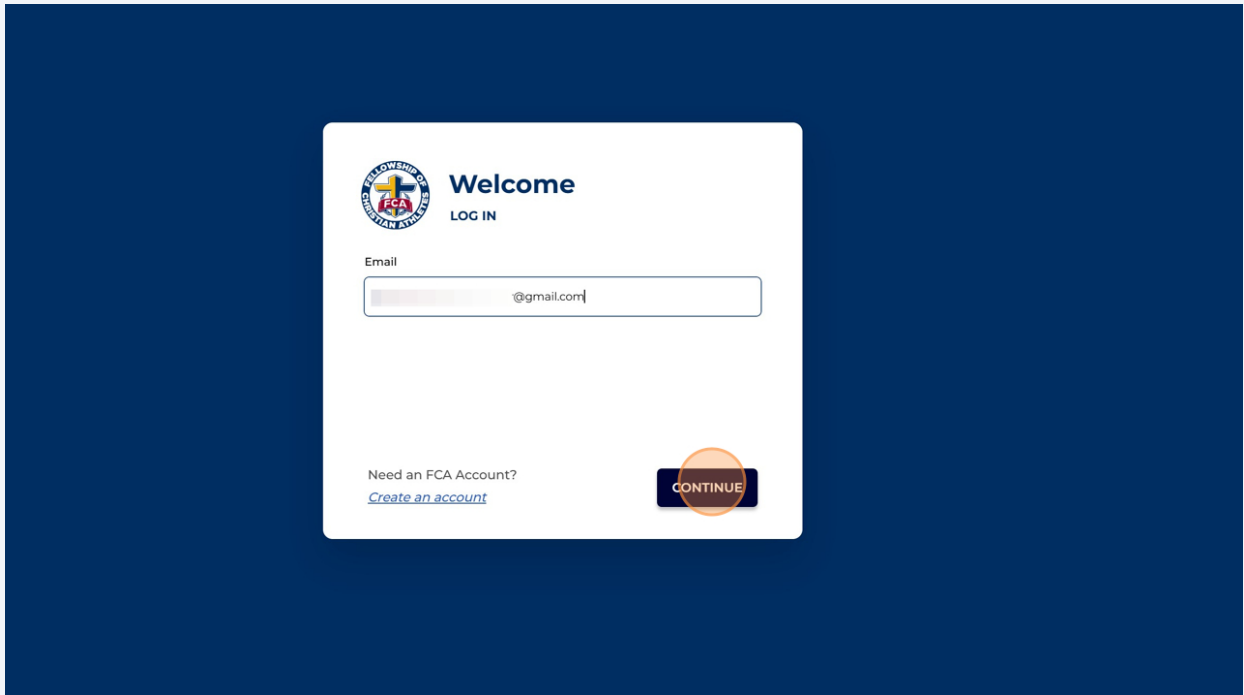 FELLOWSHIP OF
CHRISTIAN ATHLETES
FCA
Welcome
LOG IN
Email
@gmail.com
Need an FCA Account?
Create an account
CONTINUE